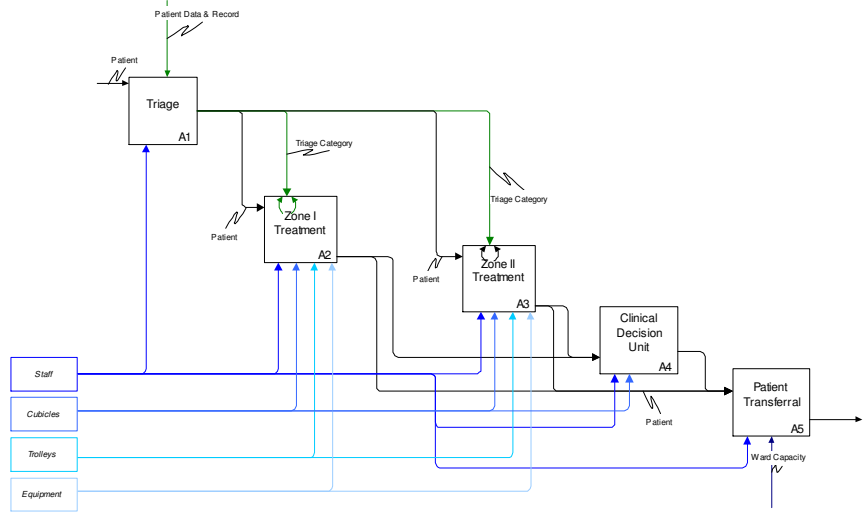 Patient Data & Record
Patient
Triage
A1
Triage Category
Triage Category
Patient
Zone I
Treatment
A2
Patient
Zone II
Treatment
A3
Clinical
Decision
Unit
A4
Staff
Cubicles
Trolleys
Equipment
Patient
Transferral
A5
Patient
Ward Capacity